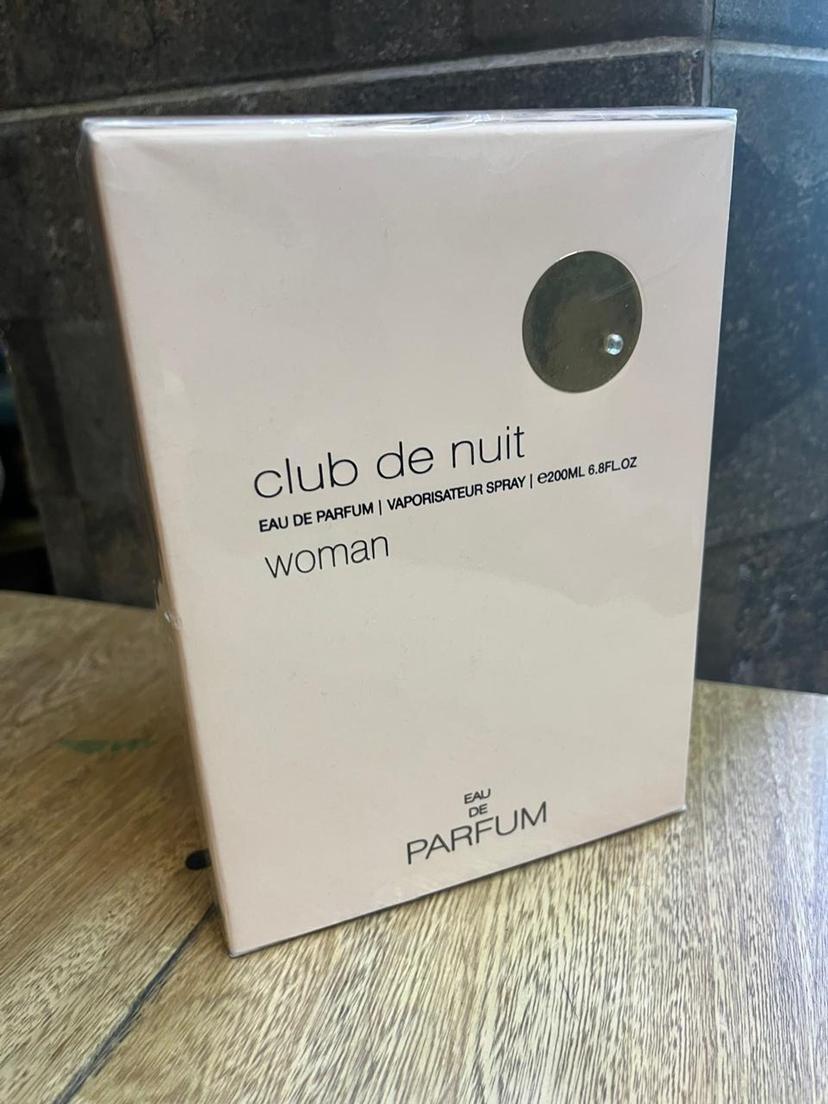 club de nuit
EAU DE PARFUM | VAPORISATEUR SPRAY | ℮200ML 6.8FL.OZ
woman
EAU
DE
PARFUM